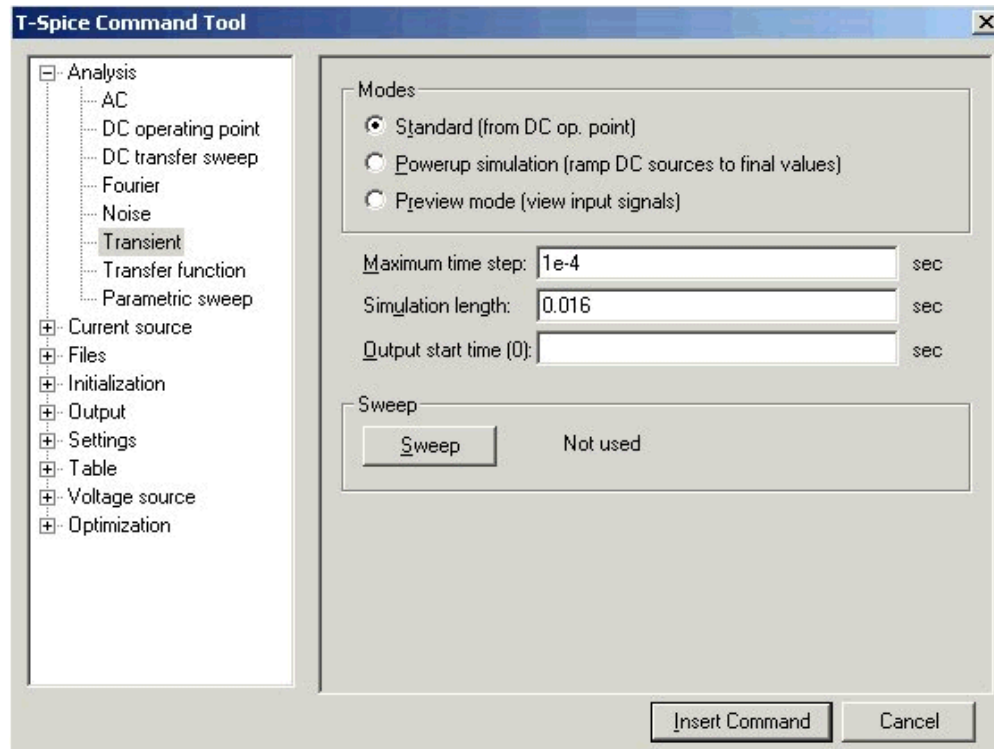 T-Spice Command Tool
Analysis
AC
DC operating point
DC transfer sweep
Fourier
Noise
Transient
Transfer function
Parametric sweep
Current source
Files
Initialization
Output
Settings
Table
Voltage source
Optimization
Modes
Standard (from DC op. point)
Powerup simulation (ramp DC sources to final values)
Preview mode (view input signals)
Maximum time step: 1e-4 sec
Simulation length: 0.016 sec
Output start time (0): sec
Sweep
Sweep Not used
Insert Command Cancel